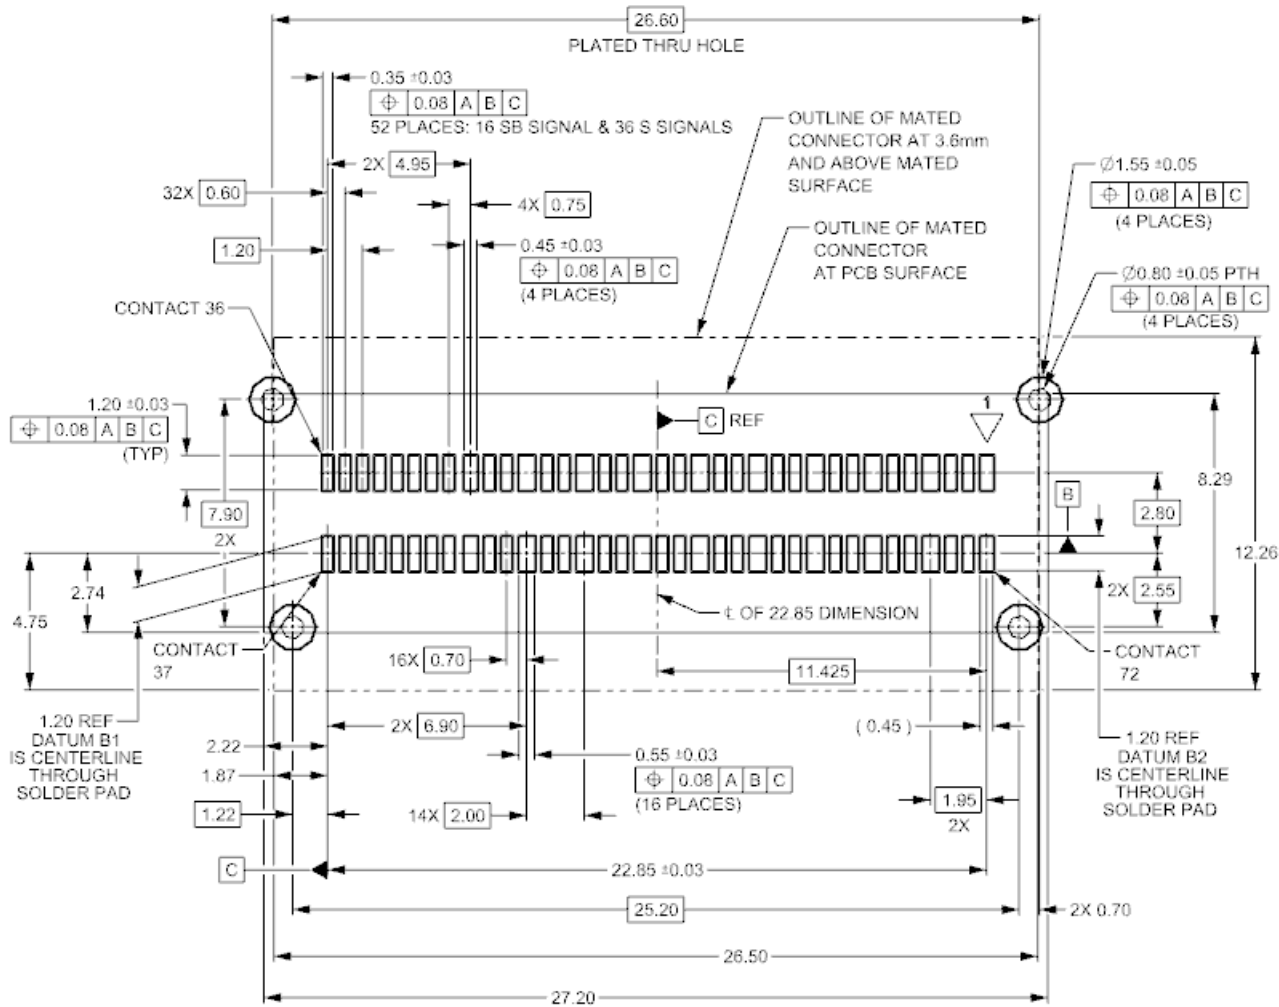 26.60
PLATED THRU HOLE
0.35 ±0.03
⌖ 0.08 A B C
52 PLACES: 16 SB SIGNAL & 36 S SIGNALS
2X 4.95
32X 0.60
4X 0.75
1.20
0.45 ±0.03
⌖ 0.08 A B C
(4 PLACES)
OUTLINE OF MATED
CONNECTOR AT 3.6mm
AND ABOVE MATED
SURFACE
OUTLINE OF MATED
CONNECTOR
AT PCB SURFACE
∅1.55 ±0.05
⌖ 0.08 A B C
(4 PLACES)
∅0.80 ±0.05 PTH
⌖ 0.08 A B C
(4 PLACES)
CONTACT 36
1.20 ±0.03
⌖ 0.08 A B C
(TYP)
C REF
1
7.90
2X
B
2.80
8.29
12.26
2X 2.55
2.74
4.75
℄ OF 22.85 DIMENSION
CONTACT
37
16X 0.70
11.425
CONTACT
72
1.20 REF
DATUM B1
IS CENTERLINE
THROUGH
SOLDER PAD
2X 6.90
( 0.45 )
2.22
1.87
1.22
0.55 ±0.03
⌖ 0.08 A B C
(16 PLACES)
14X 2.00
1.95
2X
1.20 REF
DATUM B2
IS CENTERLINE
THROUGH
SOLDER PAD
C
22.85 ±0.03
25.20
2X 0.70
26.50
27.20